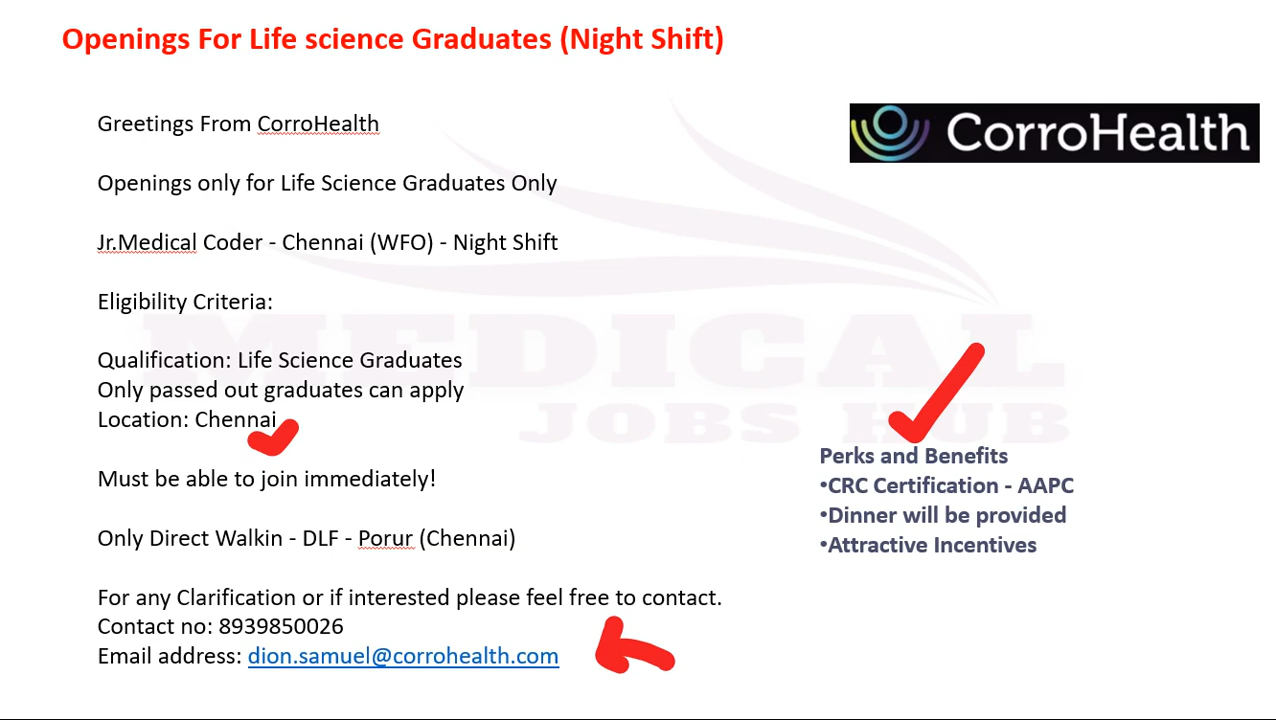 Openings For Life science Graduates (Night Shift)
CorroHealth
Greetings From CorroHealth
Openings only for Life Science Graduates Only
Jr.Medical Coder - Chennai (WFO) - Night Shift
Eligibility Criteria:
Qualification: Life Science Graduates
Only passed out graduates can apply
Location: Chennai
Must be able to join immediately!
Only Direct Walkin - DLF - Porur (Chennai)
For any Clarification or if interested please feel free to contact.
Contact no: 8939850026
Email address: dion.samuel@corrohealth.com
MEDICAL
JOBS HUB
Perks and Benefits
•CRC Certification - AAPC
•Dinner will be provided
•Attractive Incentives